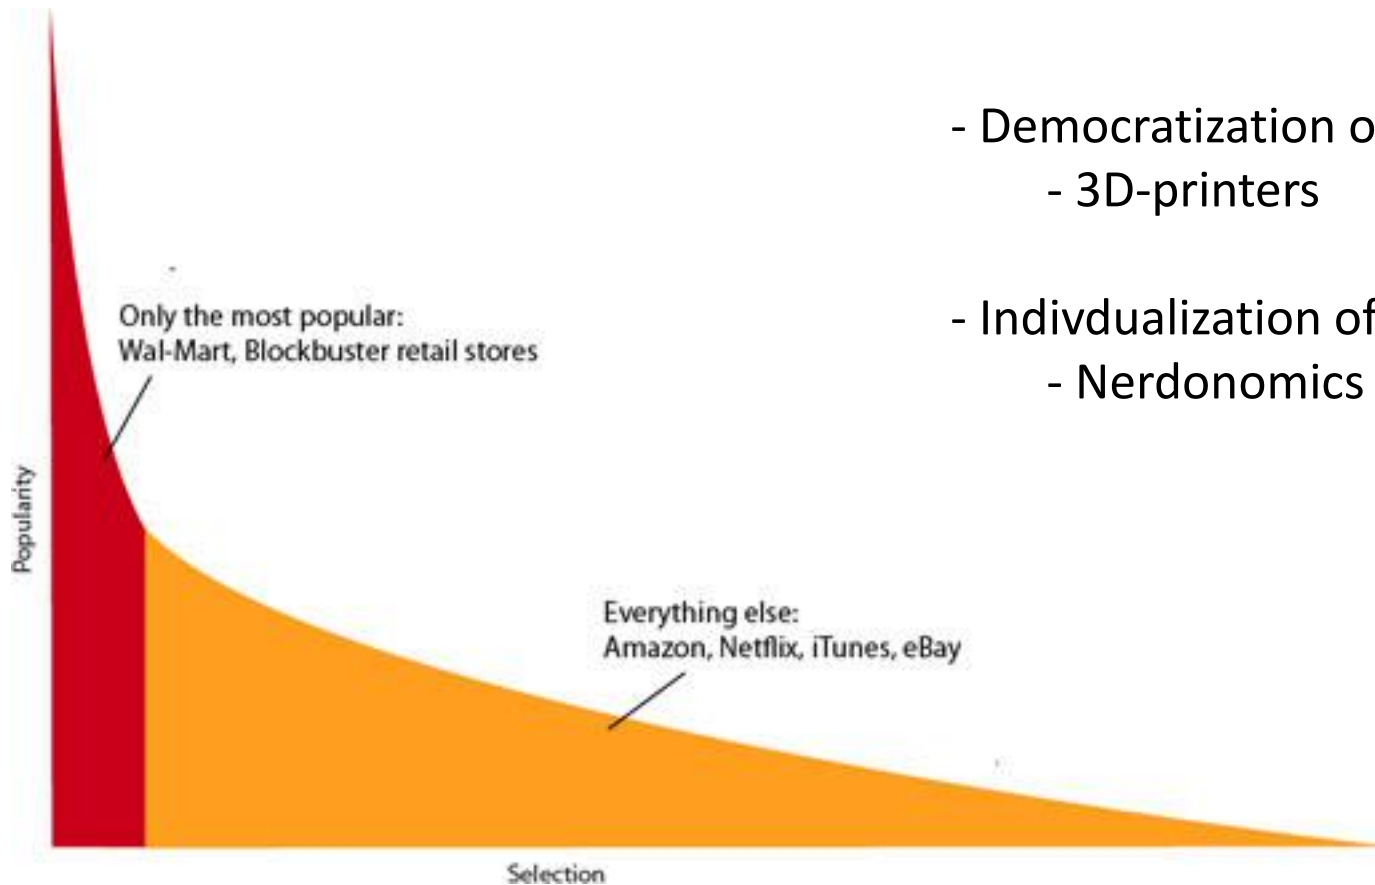 - Democratization o
- 3D-printers
- Indivdualization of
- Nerdonomics
Only the most popular:
Wal-Mart, Blockbuster retail stores
Popularity
Everything else:
Amazon, Netflix, iTunes, eBay
Selection